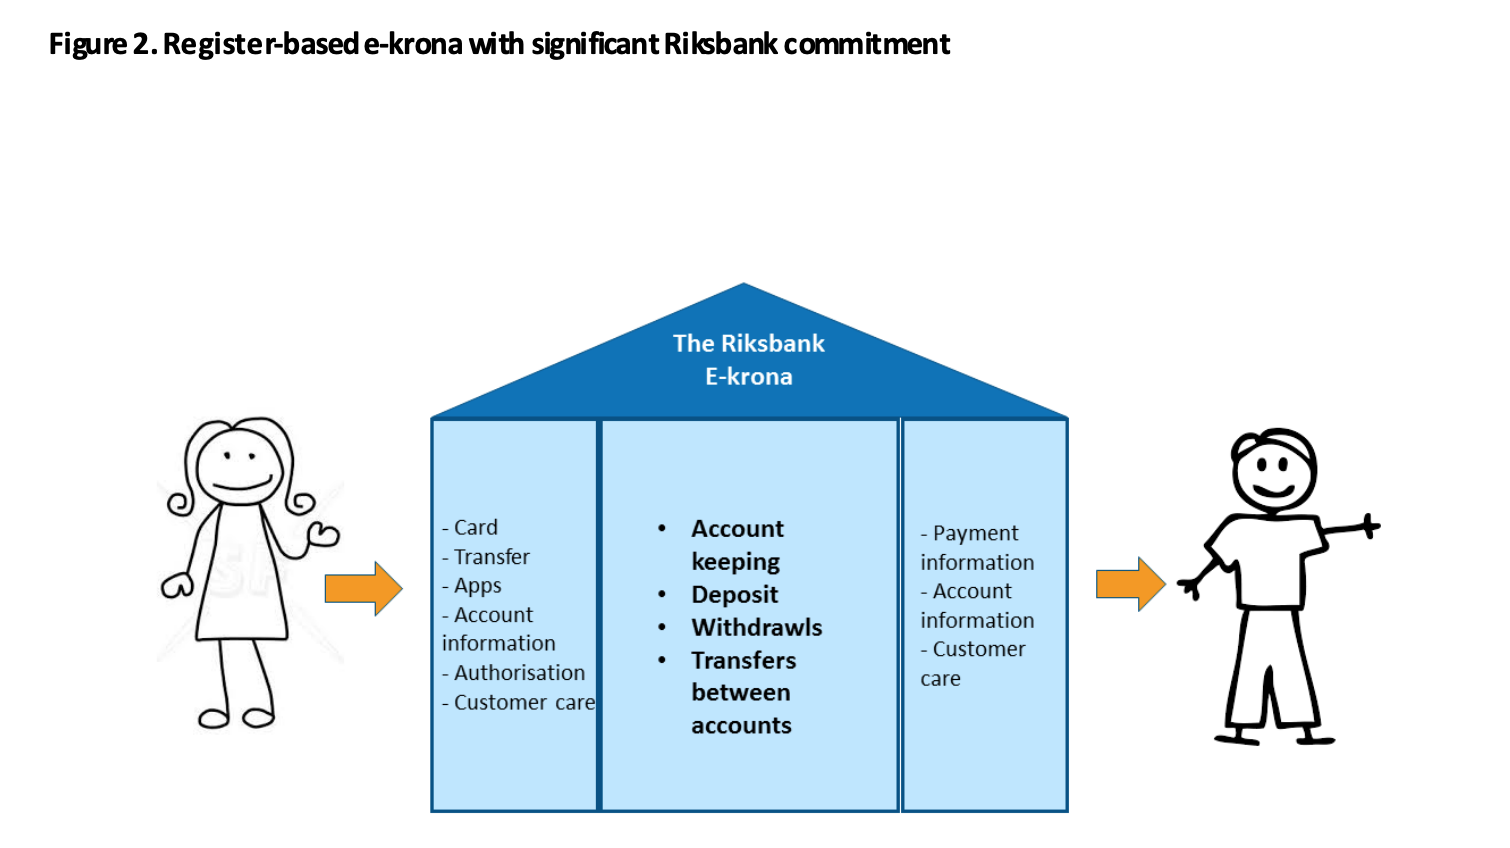 Figure 2. Register-based e-krona with significant Riksbank commitment
The Riksbank
E-krona
- Card
- Transfer
- Apps
- Account
information
- Authorisation
- Customer care
• Account
keeping
• Deposit
• Withdrawls
• Transfers
between
accounts
- Payment
information
- Account
information
- Customer
care